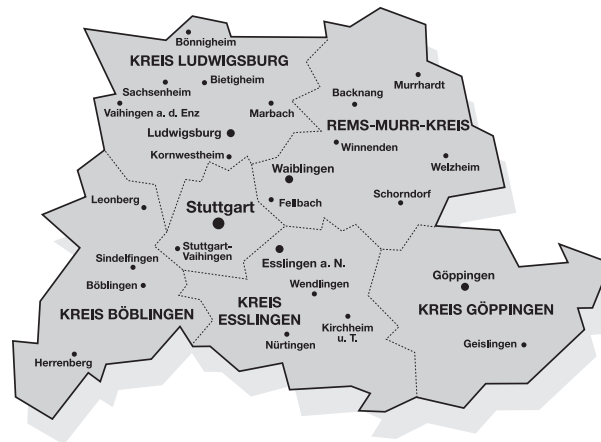 Bönnigheim
KREIS LUDWIGSBURG
Sachsenheim
Bietigheim
Vaihingen a. d. Enz
Marbach
Ludwigsburg
Kornwestheim
Murrhardt
Backnang
REMS-MURR-KREIS
Winnenden
Waiblingen
Welzheim
Fellbach
Schorndorf
Leonberg
Stuttgart
Stuttgart-
Vaihingen
Sindelfingen
Böblingen
KREIS BÖBLINGEN
Herrenberg
Esslingen a. N.
Wendlingen
KREIS
ESSLINGEN
Kirchheim
u. T.
Nürtingen
Göppingen
KREIS GÖPPINGEN
Geislingen